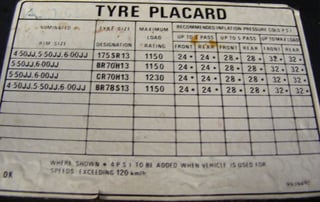 TYRE PLACARD
NOMINATED RIM SIZE TYRE SIZE DESIGNATION MAXIMUM LOAD RATING RECOMMENDED INFLATION PRESSURE
UP TO PASS UP TO 5 PASS UP TO MAX LOAD
FRONT REAR FRONT REAR FRONT REAR
4·50JJ,5·50JJ,6·00JJ 175SR13 1150 24• 24• 28• 28• 32• 32•
5·50JJ,6·00JJ BR70H13 1150 24• 24• 28• 28• 32• 32•
5·50JJ,6·00JJ CR70H13 1230 24• 24• 28• 28• 32• 32•
4·50JJ,5·50JJ,6·00JJ BR78S13 1150 24• 24• 28• 28• 32• 32•
WHERE SHOWN • 4 P S I TO BE ADDED WHEN VEHICLE IS USED FOR
SPEEDS EXCEEDING 120 km/h
DK